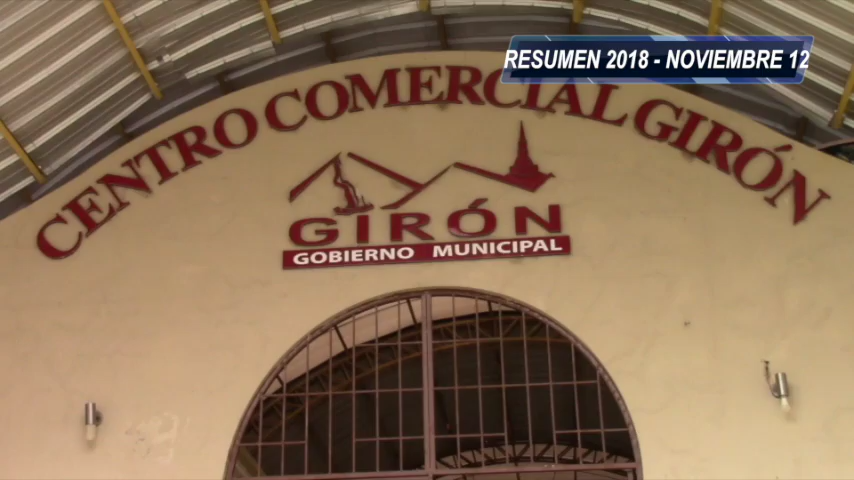 RESUMEN 2018 - NOVIEMBRE 12
CENTRO COMERCIAL GIRÓN
GIRÓN
GOBIERNO MUNICIPAL